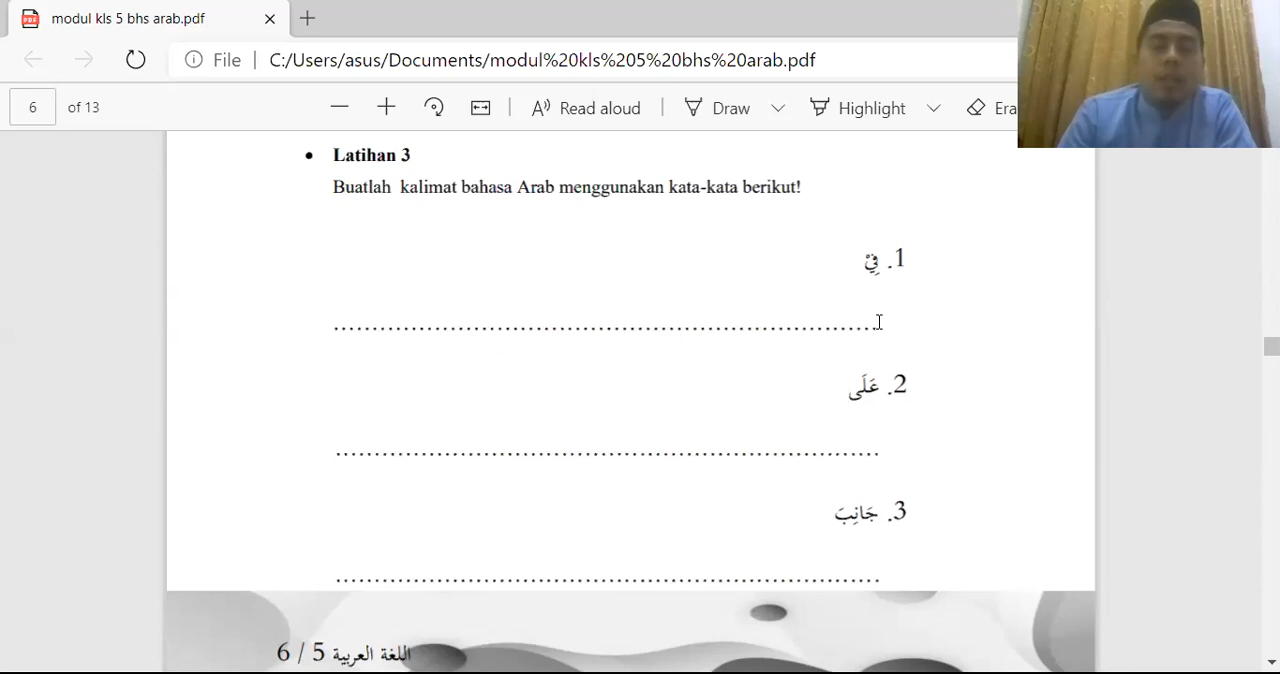 modul kls 5 bhs arab.pdf
File | C:/Users/asus/Documents/modul%20kls%205%20bhs%20arab.pdf
6 of 13 Read aloud Draw Highlight Era
• Latihan 3
Buatlah kalimat bahasa Arab menggunakan kata-kata berikut!
1. فِيْ
................................................................
2. عَلَى
................................................................
3. جَانِبَ
................................................................
اللغة العربية 5 / 6